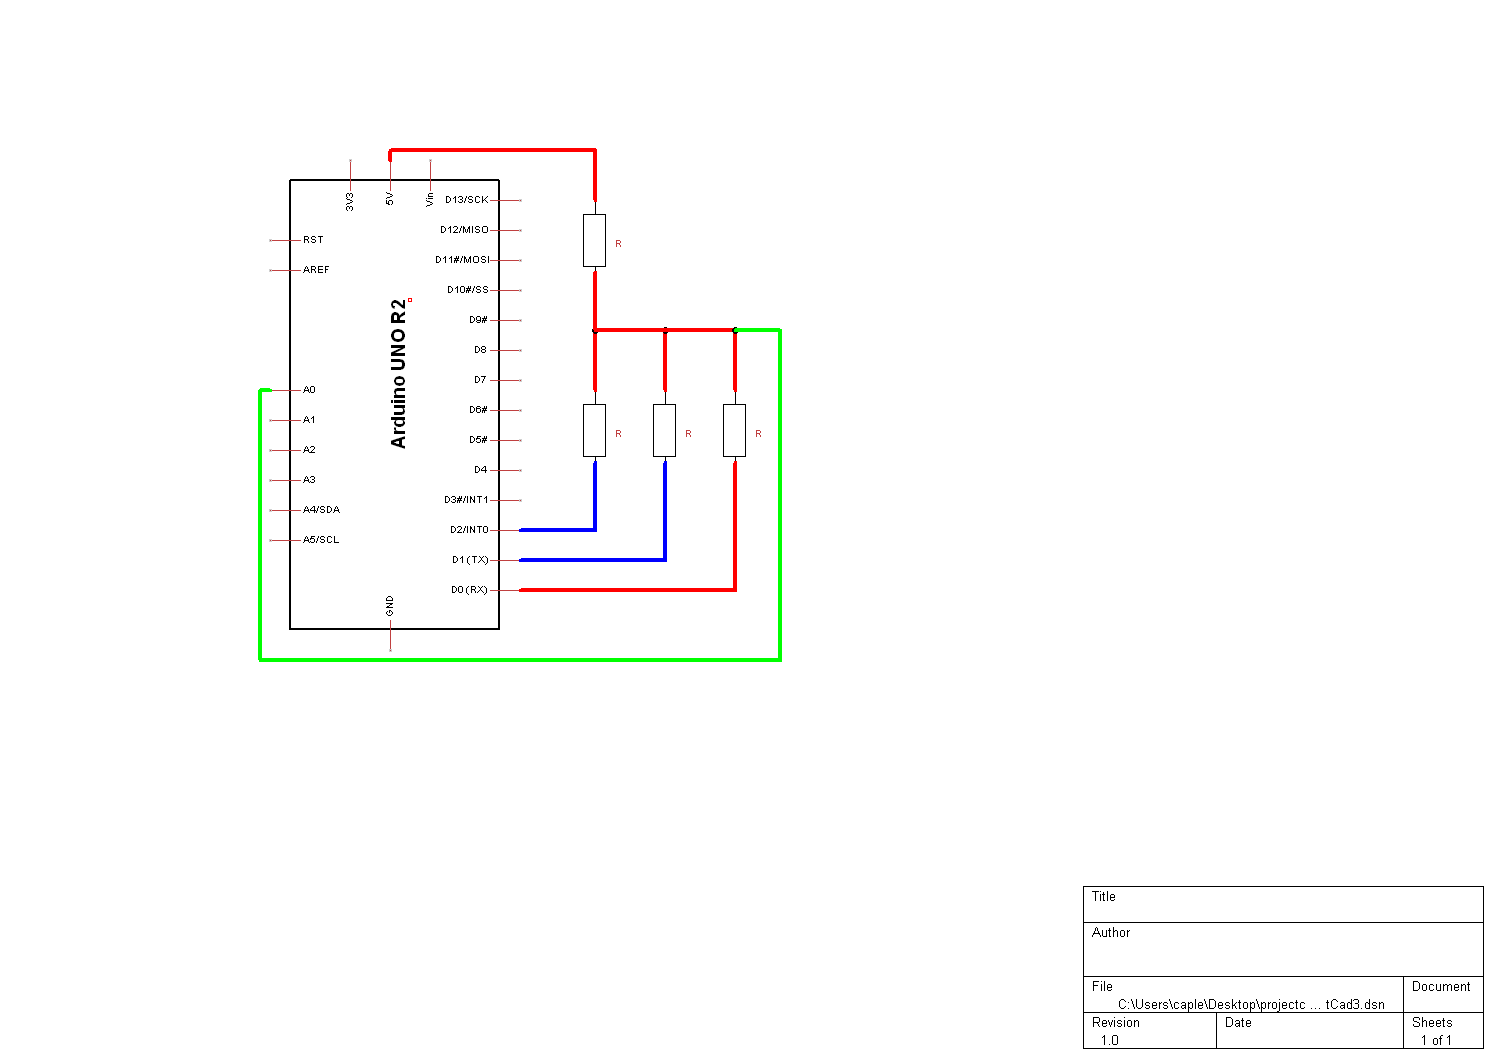 3V3
5V
Vin
D13/SCK
RST
D12/MISO
R
AREF
D11#/MOSI
D10#/SS
Arduino UNO R2
D9#
D8
D7
A0
D6#
A1
R
R
R
D5#
A2
D4
A3
D3#/INT1
A4/SDA
D2/INT0
A5/SCL
D1(TX)
D0(RX)
GND
Title
Author
File
Document
C:\Users\caple\Desktop\projectc ... tCad3.dsn
Revision
Date
Sheets
1.0
1 of 1